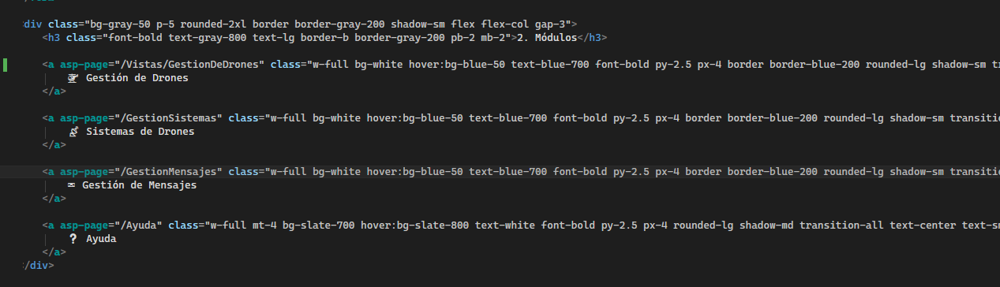 div class="bg-gray-50 p-5 rounded-2xl border border-gray-200 shadow-sm flex flex-col gap-3">
<h3 class="font-bold text-gray-800 text-lg border-b border-gray-200 pb-2 mb-2">2. Módulos</h3>
<a asp-page="/Vistas/GestionDeDrones" class="w-full bg-white hover:bg-blue-50 text-blue-700 font-bold py-2.5 px-4 border border-blue-200 rounded-lg shadow-sm t
Gestión de Drones
</a>
<a asp-page="/GestionSistemas" class="w-full bg-white hover:bg-blue-50 text-blue-700 font-bold py-2.5 px-4 border border-blue-200 rounded-lg shadow-sm transiti
Sistemas de Drones
</a>
<a asp-page="/GestionMensajes" class="w-full bg-white hover:bg-blue-50 text-blue-700 font-bold py-2.5 px-4 border border-blue-200 rounded-lg shadow-sm transiti
✉ Gestión de Mensajes
</a>
<a asp-page="/Ayuda" class="w-full mt-4 bg-slate-700 hover:bg-slate-800 text-white font-bold py-2.5 px-4 rounded-lg shadow-md transition-all text-center text-s
❓ Ayuda
</a>
/div>